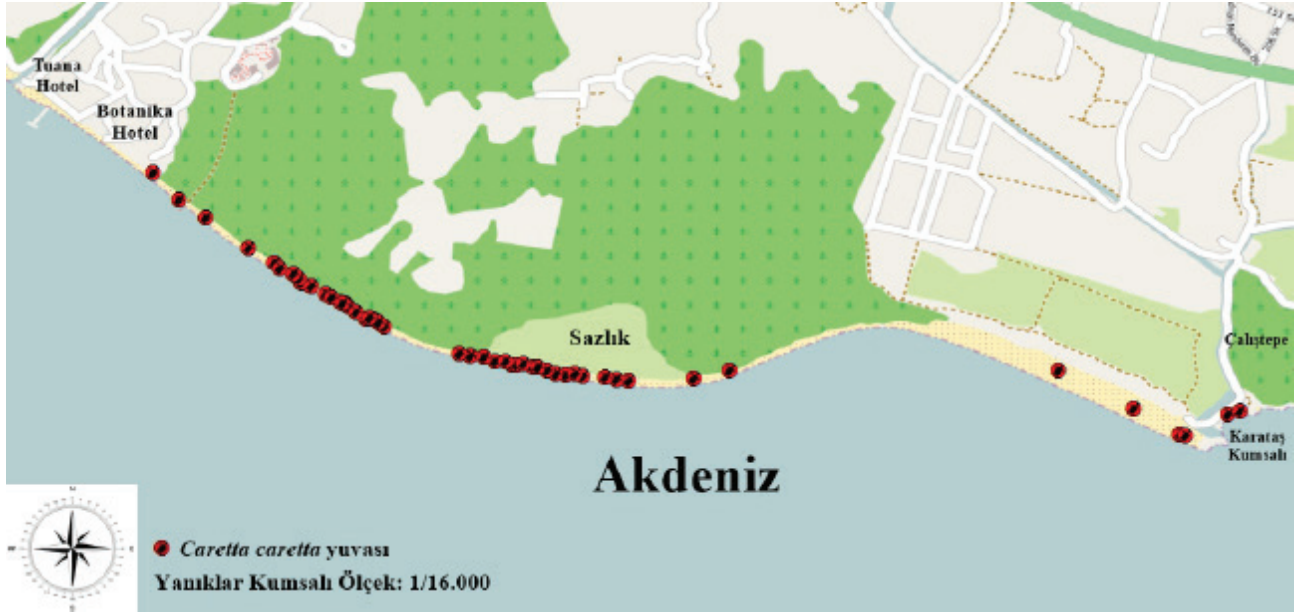 Tuana
Hotel
Botanika
Hotel
Sazlık
Çalıştepe
Karataş
Kumsalı
Akdeniz
Caretta caretta yuvası
Yanıklar Kumsalı Ölçek: 1/16.000